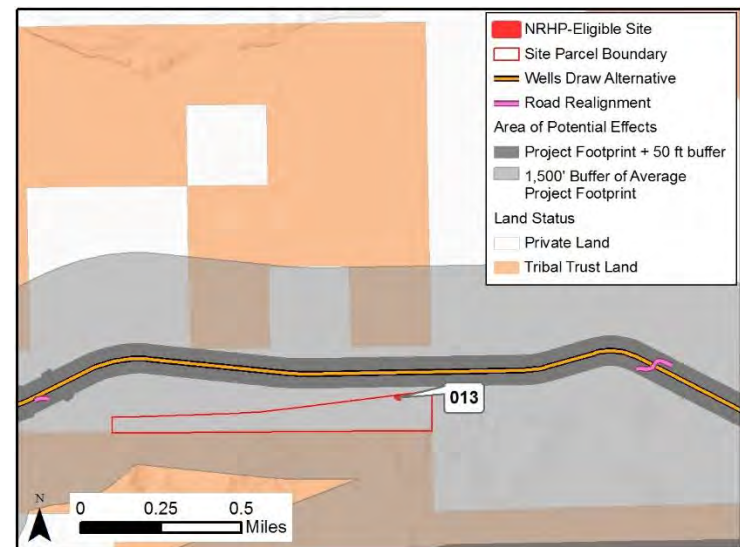 NRHP-Eligible Site
Site Parcel Boundary
Wells Draw Alternative
Road Realignment
Area of Potential Effects
Project Footprint + 50 ft buffer
1,500' Buffer of Average
Project Footprint
Land Status
Private Land
Tribal Trust Land
013
N
0 0.25 0.5
Miles